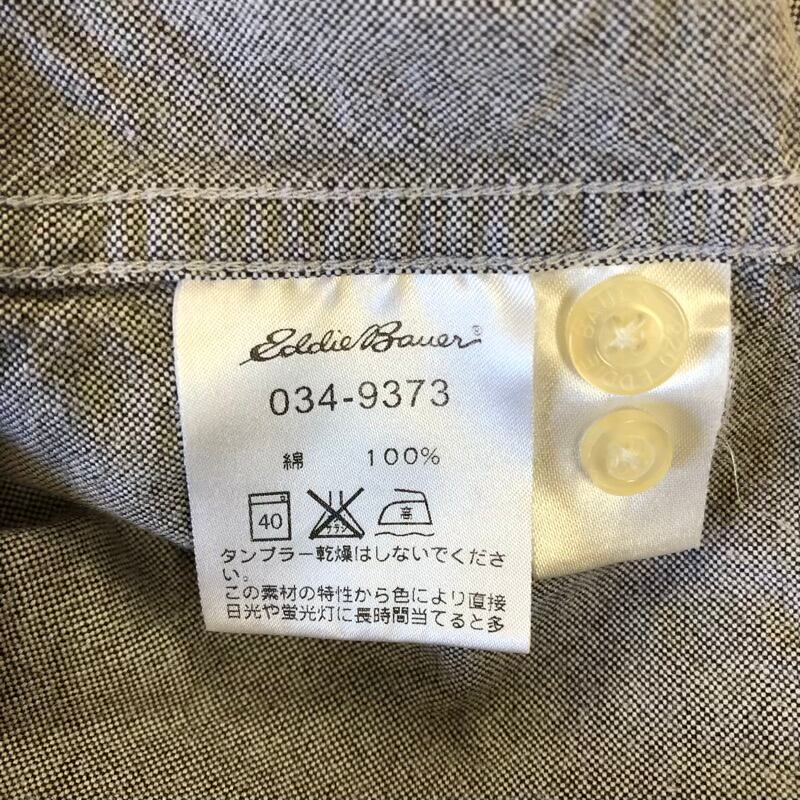 Eddie Bauer®
034-9373
綿 100%
40
高
タンブラー乾燥はしないでくださ
い。
この素材の特性から色により直接
日光や蛍光灯に長時間当てると多